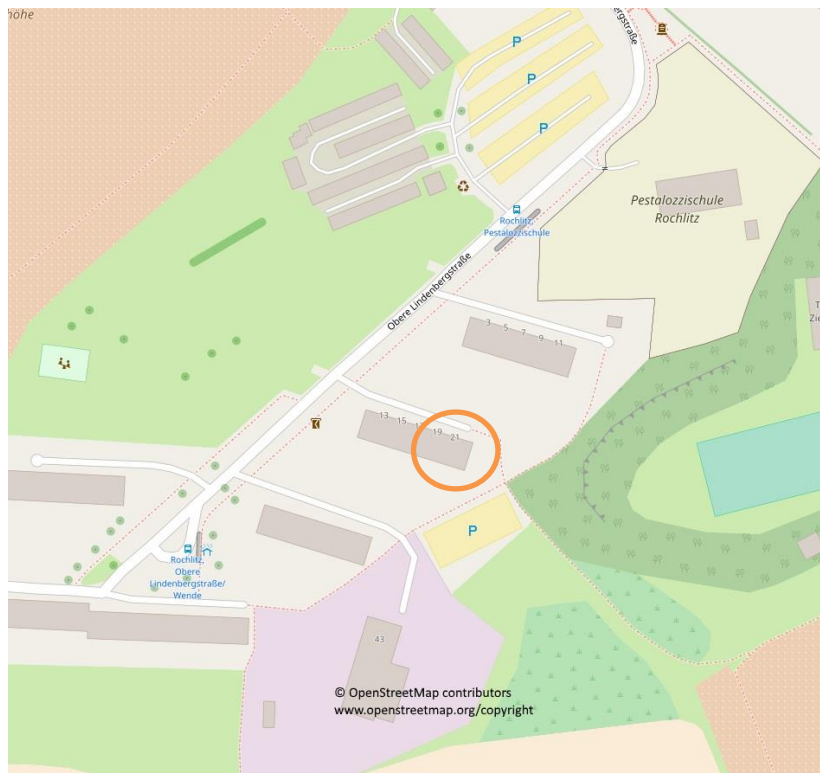 höhe
P
P
P
Obere Lindenbergstraße
Pestalozzischule
Rochlitz
Rochlitz,
Pestalozzischule
3 5 7 9 11
13 15 19 21
P
Rochlitz,
Obere
Lindenbergstraße/
Wende
43
© OpenStreetMap contributors
www.openstreetmap.org/copyright